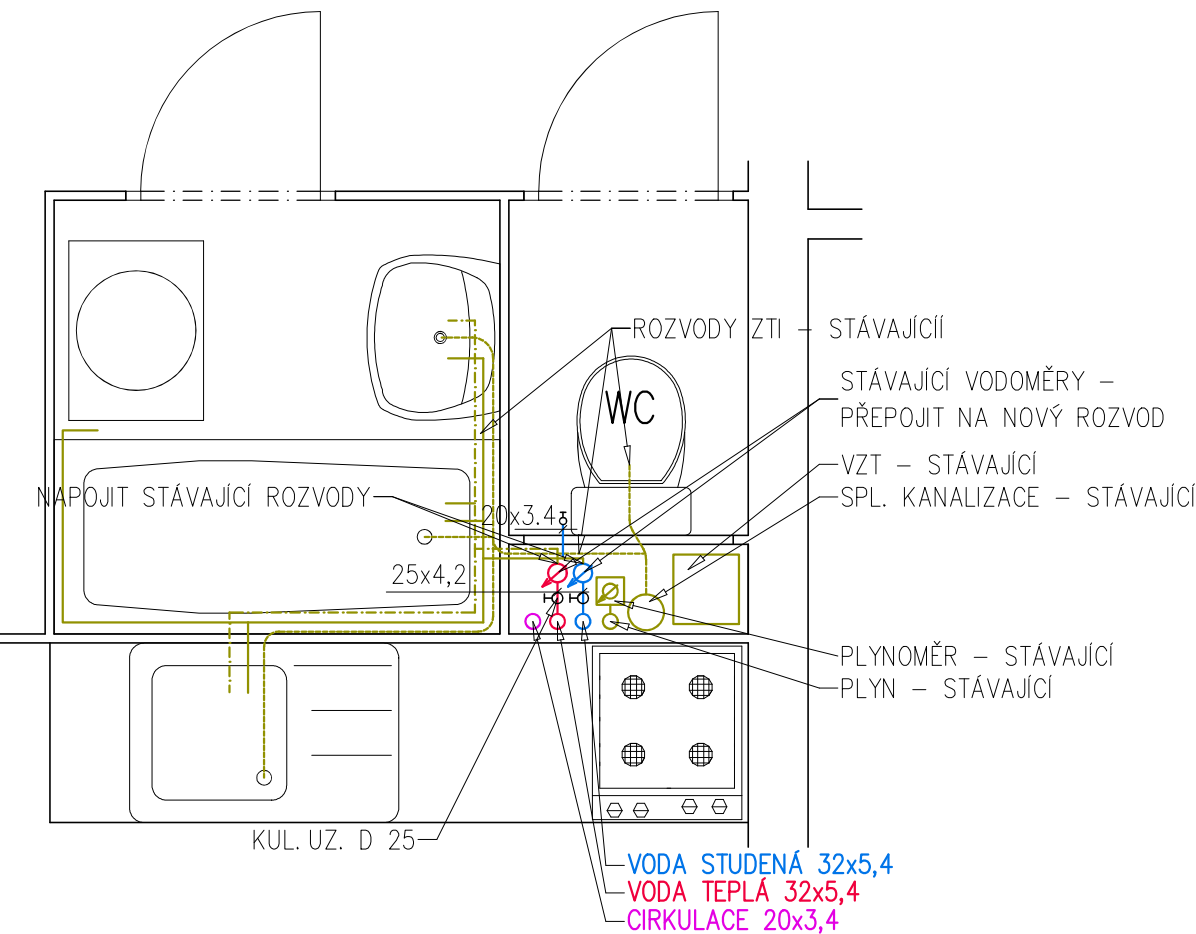 ROZVODY ZTI – STÁVAJÍCÍÍ
STÁVAJÍCÍ VODOMĚRY –
PŘEPOJIT NA NOVÝ ROZVOD
WC
VZT – STÁVAJÍCÍ
NAPOJIT STÁVAJÍCÍ ROZVODY
SPL. KANALIZACE – STÁVAJÍCÍ
20x3.4
25x4,2
PLYNOMĚR – STÁVAJÍCÍ
PLYN – STÁVAJÍCÍ
KUL. UZ. D 25
VODA STUDENÁ 32x5,4
VODA TEPLÁ 32x5,4
CIRKULACE 20x3,4